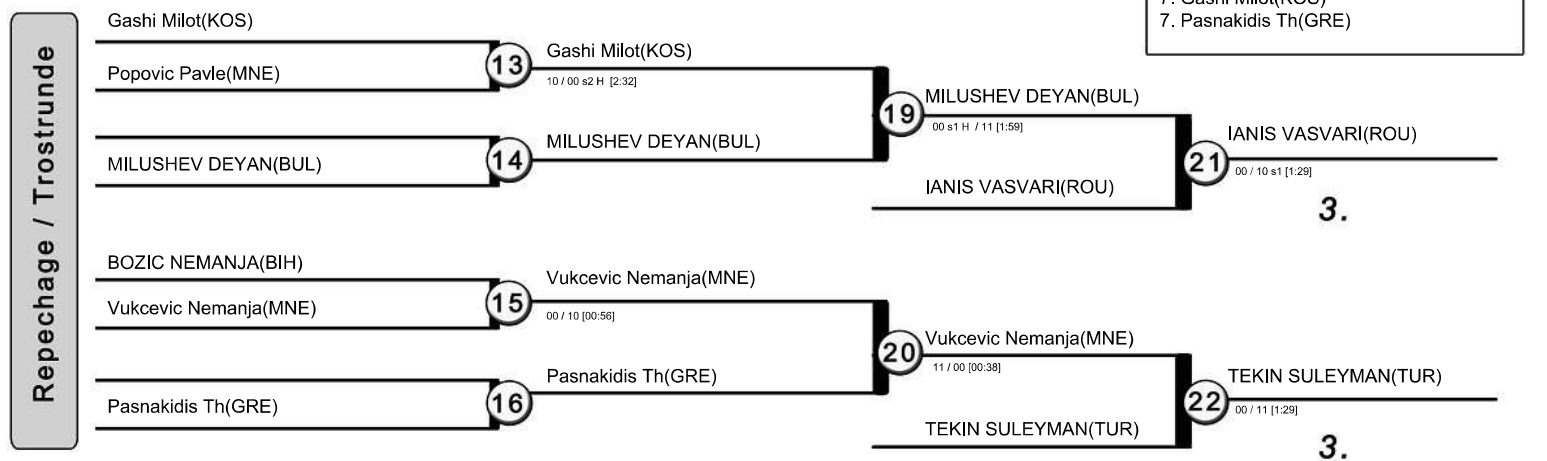 7. Gashi Milot(KOS)
7. Pasnakidis Th(GRE)
Repechage / Trostrunde
Gashi Milot(KOS)
Popovic Pavle(MNE)
13
Gashi Milot(KOS)
10 / 00 s2 H [2:32]
MILUSHEV DEYAN(BUL)
14
MILUSHEV DEYAN(BUL)
19
MILUSHEV DEYAN(BUL)
00 s1 H / 11 [1:59]
IANIS VASVARI(ROU)
21
IANIS VASVARI(ROU)
00 / 10 s1 [1:29]
3.
BOZIC NEMANJA(BIH)
Vukcevic Nemanja(MNE)
15
Vukcevic Nemanja(MNE)
00 / 10 [00:56]
Pasnakidis Th(GRE)
16
Pasnakidis Th(GRE)
20
Vukcevic Nemanja(MNE)
11 / 00 [00:38]
TEKIN SULEYMAN(TUR)
22
TEKIN SULEYMAN(TUR)
00 / 11 [1:29]
3.